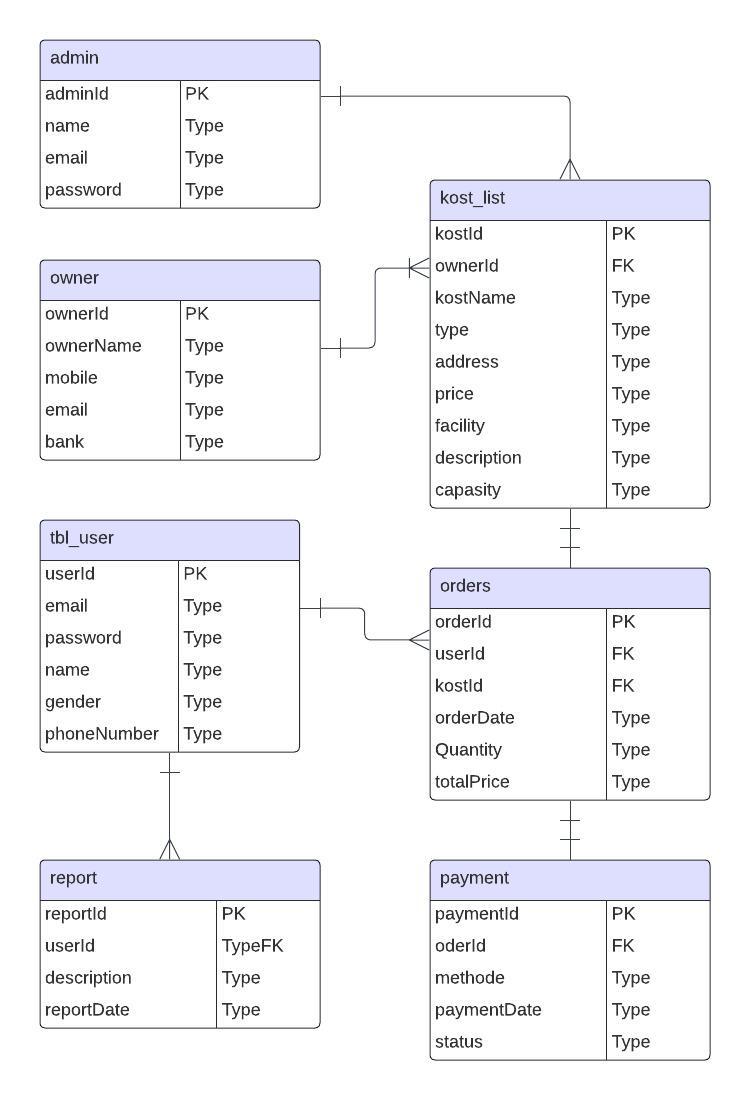 admin
adminId PK
name Type
email Type
password Type
kost_list
kostId PK
ownerId FK
kostName Type
type Type
address Type
price Type
facility Type
description Type
capasity Type
owner
ownerId PK
ownerName Type
mobile Type
email Type
bank Type
tbl_user
userId PK
email Type
password Type
name Type
gender Type
phoneNumber Type
orders
orderId PK
userId FK
kostId FK
orderDate Type
Quantity Type
totalPrice Type
report
reportId PK
userId TypeFK
description Type
reportDate Type
payment
paymentId PK
oderId FK
methode Type
paymentDate Type
status Type